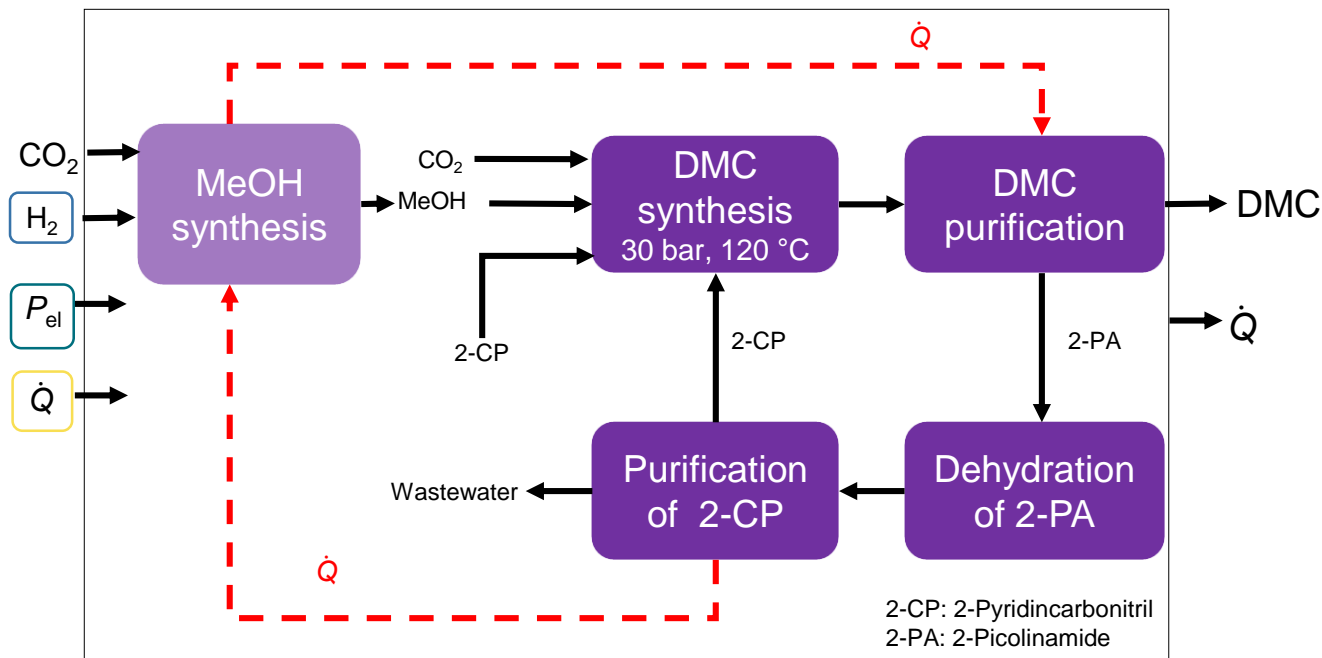 Q̇
CO₂
H₂
P_el
Q̇
MeOH
synthesis
CO₂
MeOH
2-CP
DMC
synthesis
30 bar, 120 °C
DMC
purification
DMC
Q̇
2-CP
2-PA
Wastewater
Purification
of 2-CP
Dehydration
of 2-PA
Q̇
2-CP: 2-Pyridincarbonitril
2-PA: 2-Picolinamide